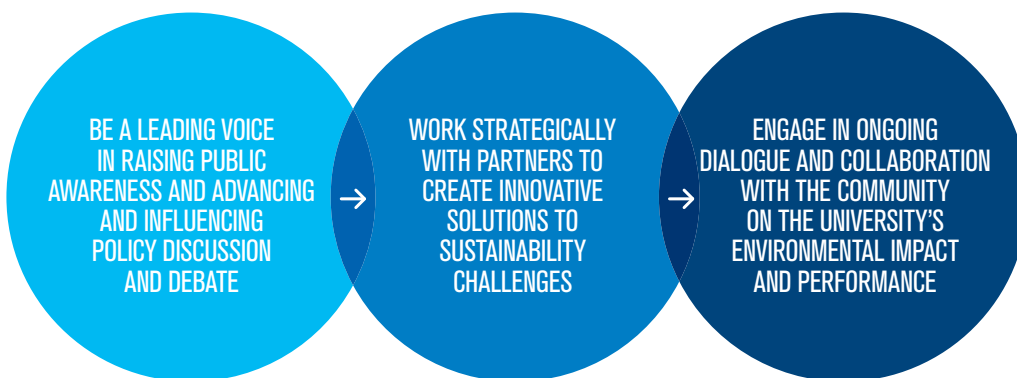 BE A LEADING VOICE
IN RAISING PUBLIC
AWARENESS AND ADVANCING
AND INFLUENCING
POLICY DISCUSSION
AND DEBATE
WORK STRATEGICALLY
WITH PARTNERS TO
CREATE INNOVATIVE
SOLUTIONS TO
SUSTAINABILITY
CHALLENGES
ENGAGE IN ONGOING
DIALOGUE AND COLLABORATION
WITH THE COMMUNITY
ON THE UNIVERSITY’S
ENVIRONMENTAL IMPACT
AND PERFORMANCE